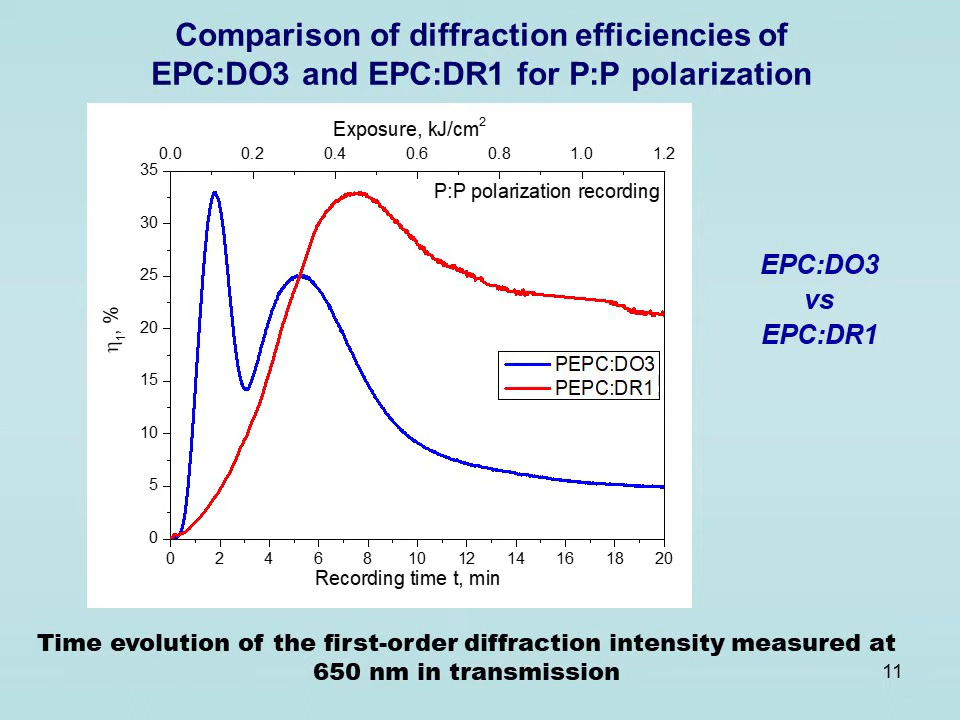 Comparison of diffraction efficiencies of
EPC:DO3 and EPC:DR1 for P:P polarization
Exposure, kJ/cm²
0.0 0.2 0.4 0.6 0.8 1.0 1.2
P:P polarization recording
35
30
25
20
15
10
5
0
η₁, %
PEPC:DO3
PEPC:DR1
0 2 4 6 8 10 12 14 16 18 20
Recording time t, min
EPC:DO3
vs
EPC:DR1
Time evolution of the first-order diffraction intensity measured at
650 nm in transmission
11